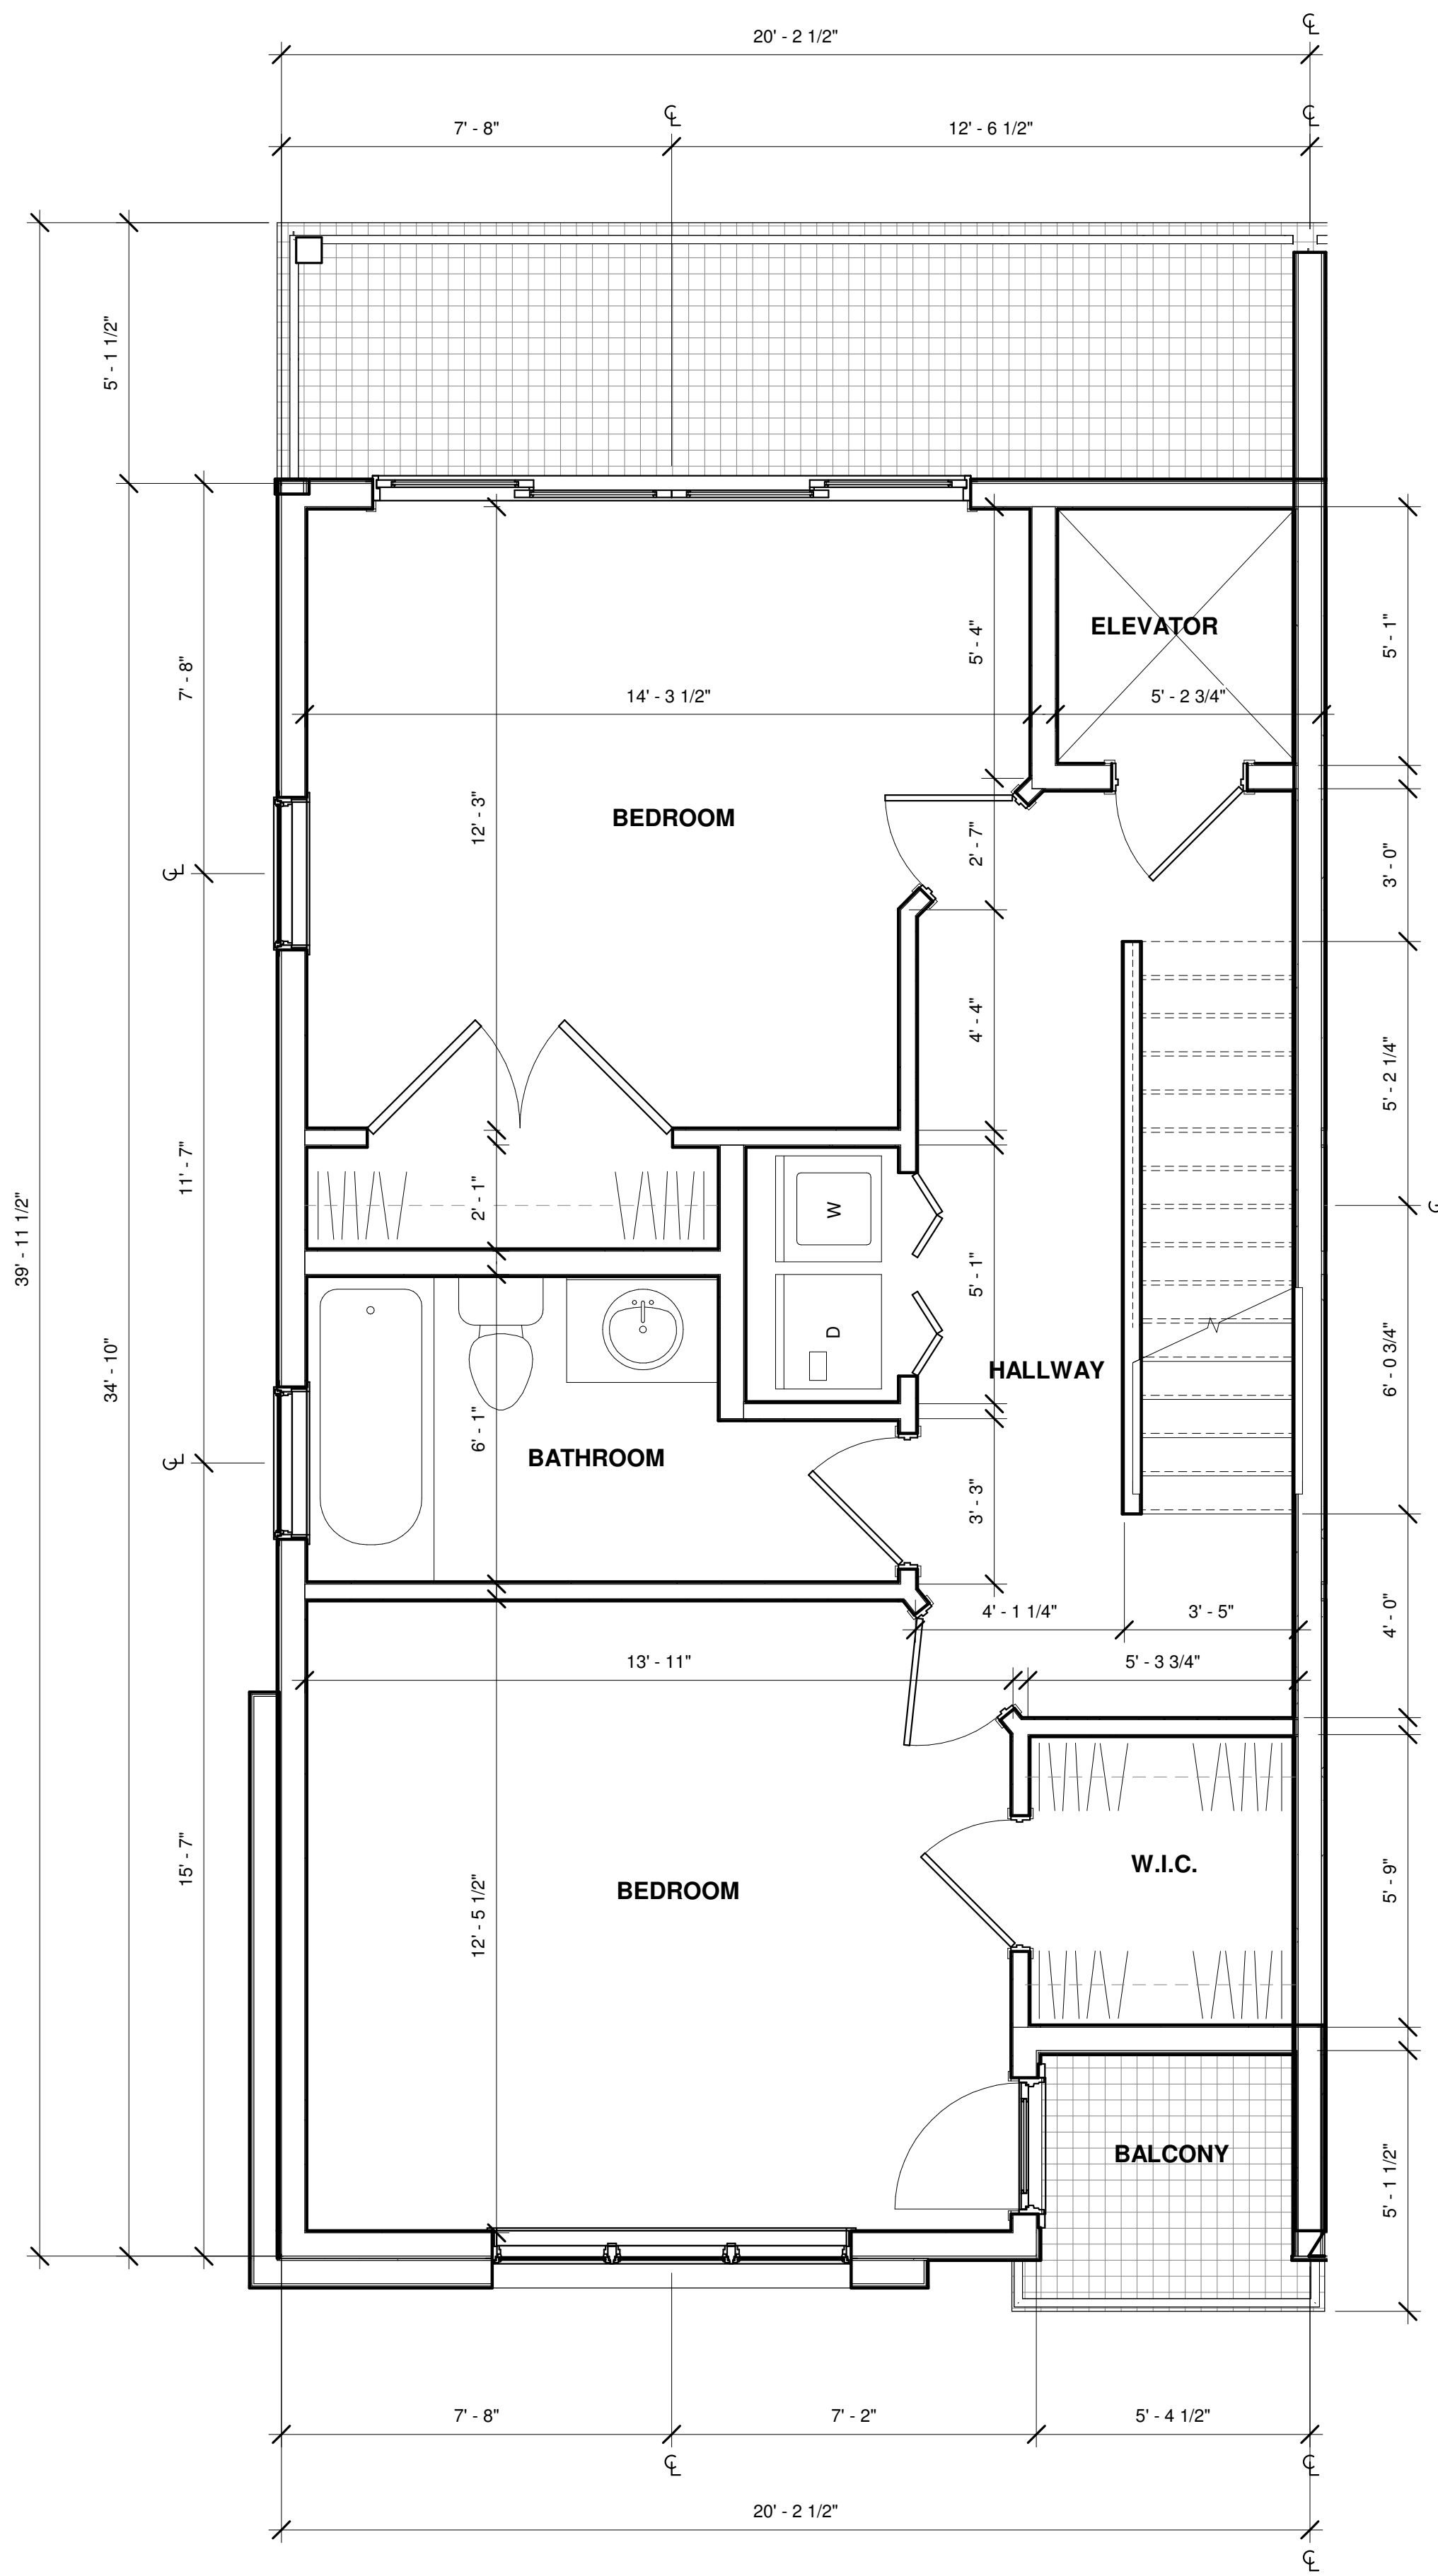 ℄
20' - 2 1/2"
℄
℄
7' - 8"
12' - 6 1/2"
5' - 1 1/2"
ELEVATOR
5' - 4"
5' - 1"
7' - 8"
14' - 3 1/2"
5' - 2 3/4"
BEDROOM
12' - 3"
2' - 7"
3' - 0"
℄
4' - 4"
5' - 2 1/4"
11' - 7"
2' - 1"
W
39' - 11 1/2"
5' - 1"
D
34' - 10"
HALLWAY
6' - 0 3/4"
6' - 1"
BATHROOM
℄
3' - 3"
4' - 1 1/4"
3' - 5"
4' - 0"
13' - 11"
5' - 3 3/4"
15' - 7"
W.I.C.
5' - 9"
BEDROOM
12' - 5 1/2"
BALCONY
5' - 1 1/2"
7' - 8"
7' - 2"
5' - 4 1/2"
℄
℄
20' - 2 1/2"
℄